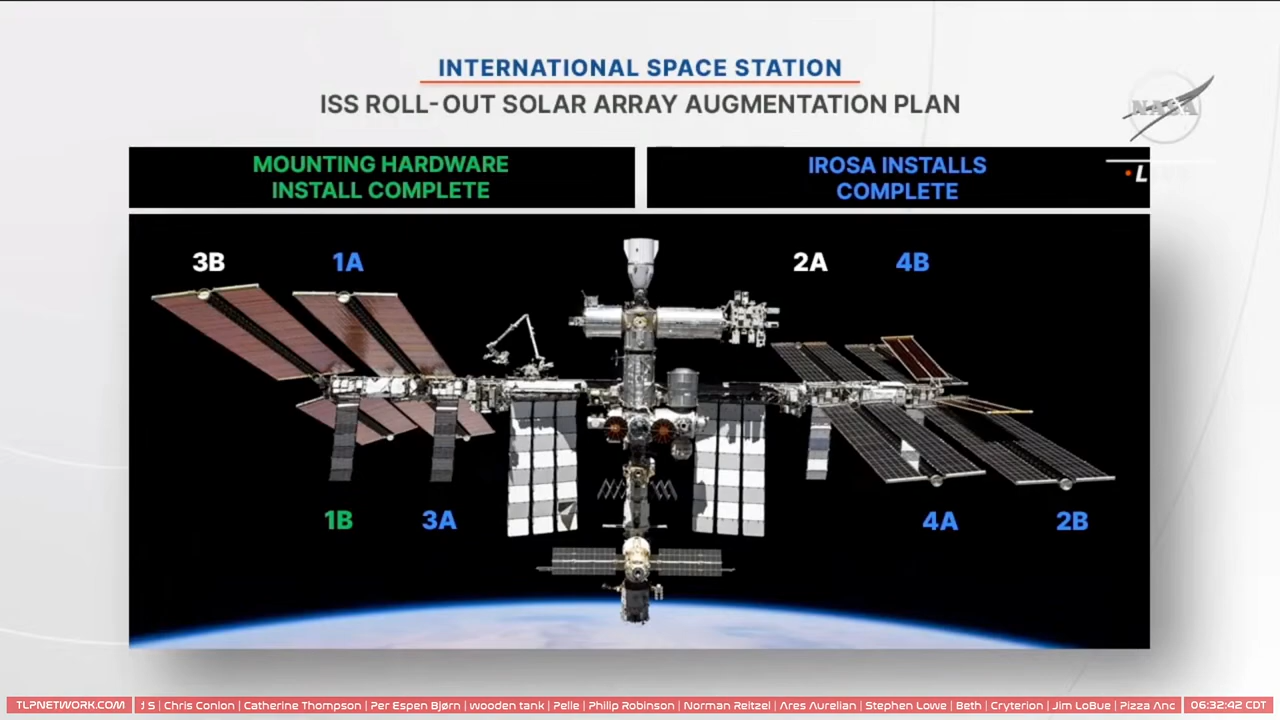 INTERNATIONAL SPACE STATION
ISS ROLL-OUT SOLAR ARRAY AUGMENTATION PLAN
NASA
MOUNTING HARDWARE
INSTALL COMPLETE
IROSA INSTALLS
COMPLETE
3B
1A
2A
4B
1B
3A
4A
2B
TLPNETWORK.COM
15 | Chris Conlon | Catherine Thompson | Per Espen Bjørn | wooden tank | Pelle | Philip Robinson | Norman Reitzel | Ares Aurelian | Stephen Lowe | Beth | Cryterion | Jim LoBue | Pizza Anc
06:32:42 CDT